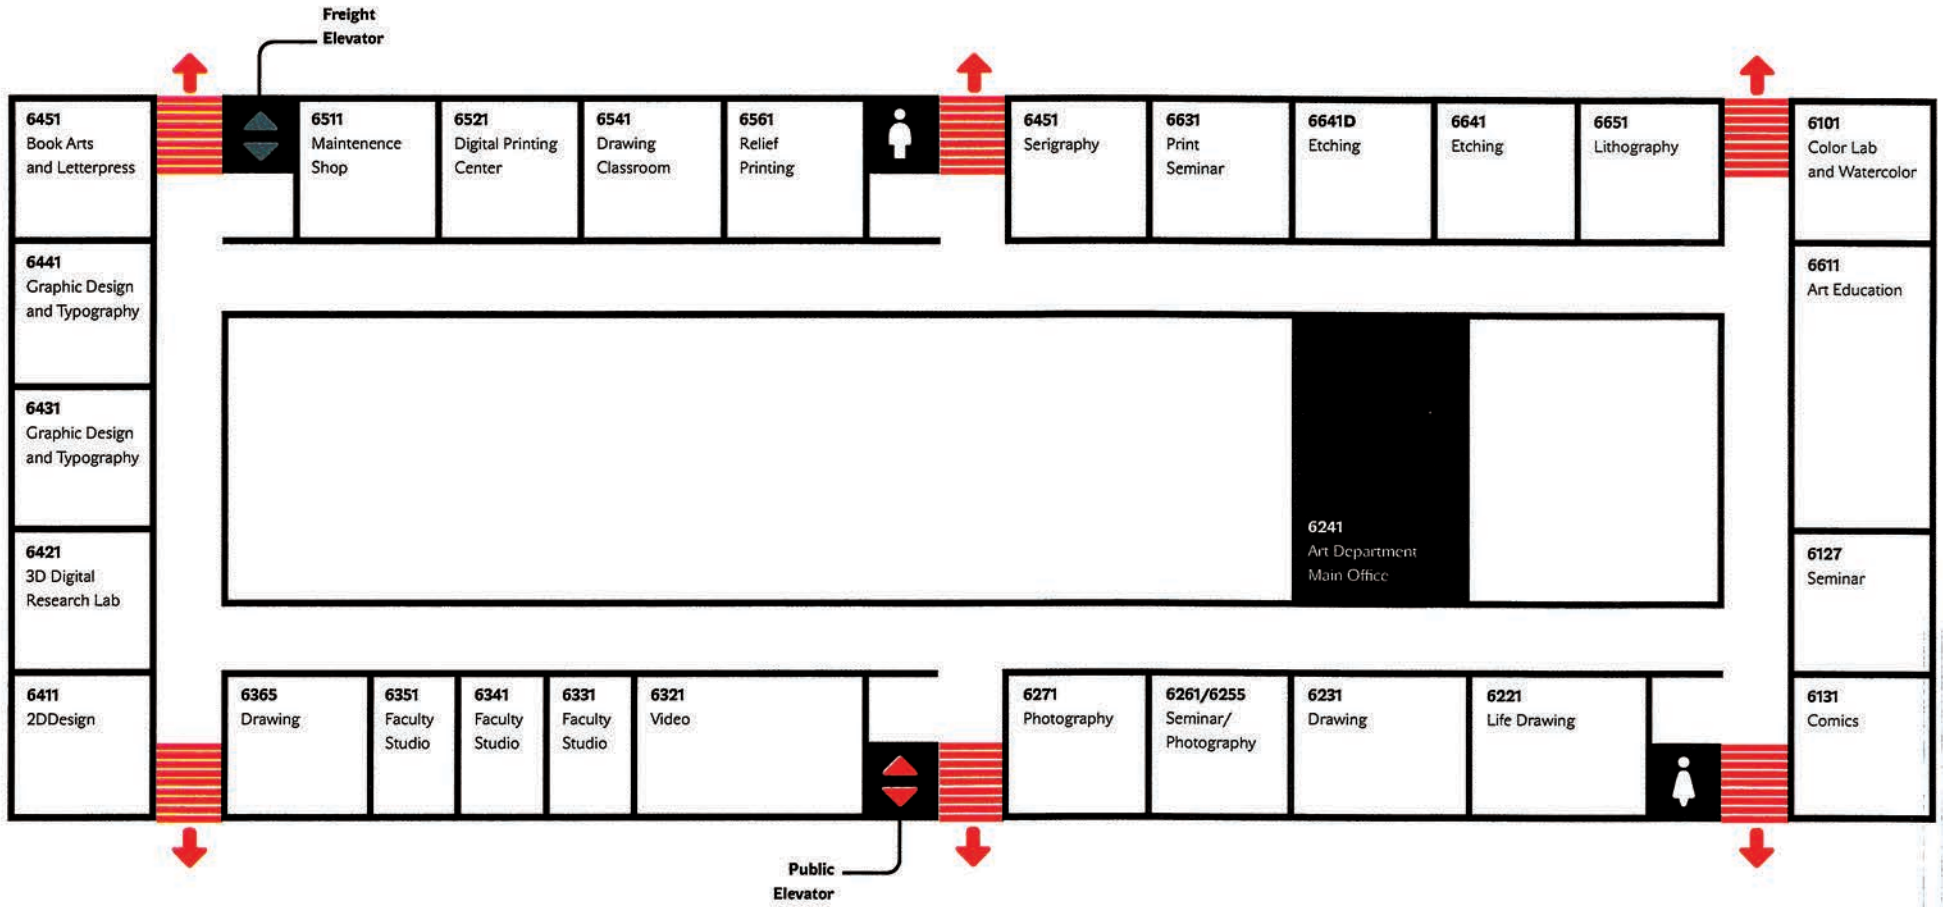 Freight
Elevator
6451
Book Arts
and Letterpress
6511
Maintenence
Shop
6521
Digital Printing
Center
6541
Drawing
Classroom
6561
Relief
Printing
6451
Serigraphy
6631
Print
Seminar
6641D
Etching
6641
Etching
6651
Lithography
6101
Color Lab
and Watercolor
6441
Graphic Design
and Typography
6611
Art Education
6431
Graphic Design
and Typography
6241
Art Department
Main Office
6421
3D Digital
Research Lab
6127
Seminar
6411
2DDesign
6365
Drawing
6351
Faculty
Studio
6341
Faculty
Studio
6331
Faculty
Studio
6321
Video
6271
Photography
6261/6255
Seminar/
Photography
6231
Drawing
6221
Life Drawing
6131
Comics
Public
Elevator